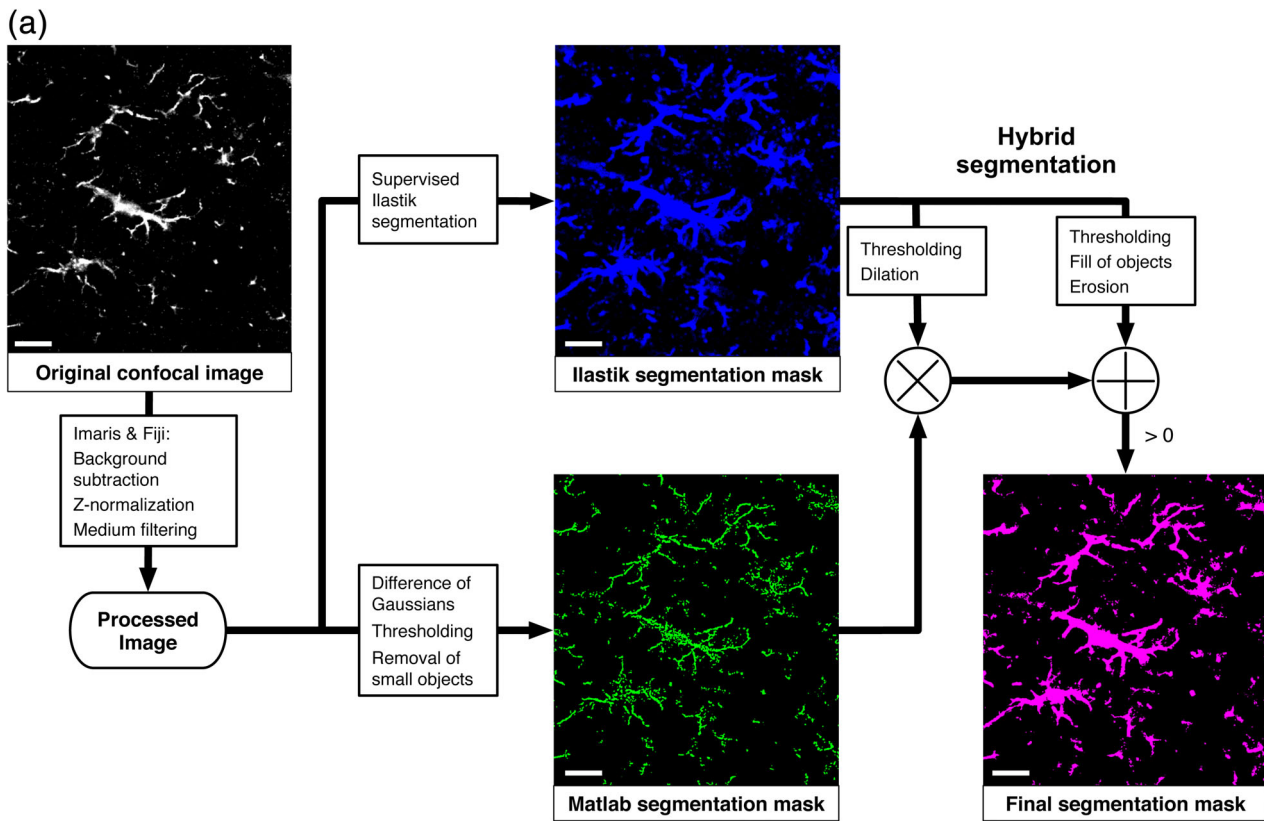 (a)
Original confocal image
Imaris & Fiji:
Background
subtraction
Z-normalization
Medium filtering
Processed
Image
Supervised
Ilastik
segmentation
Difference of
Gaussians
Thresholding
Removal of
small objects
Ilastik segmentation mask
Matlab segmentation mask
Hybrid
segmentation
Thresholding
Dilation
Thresholding
Fill of objects
Erosion
> 0
Final segmentation mask